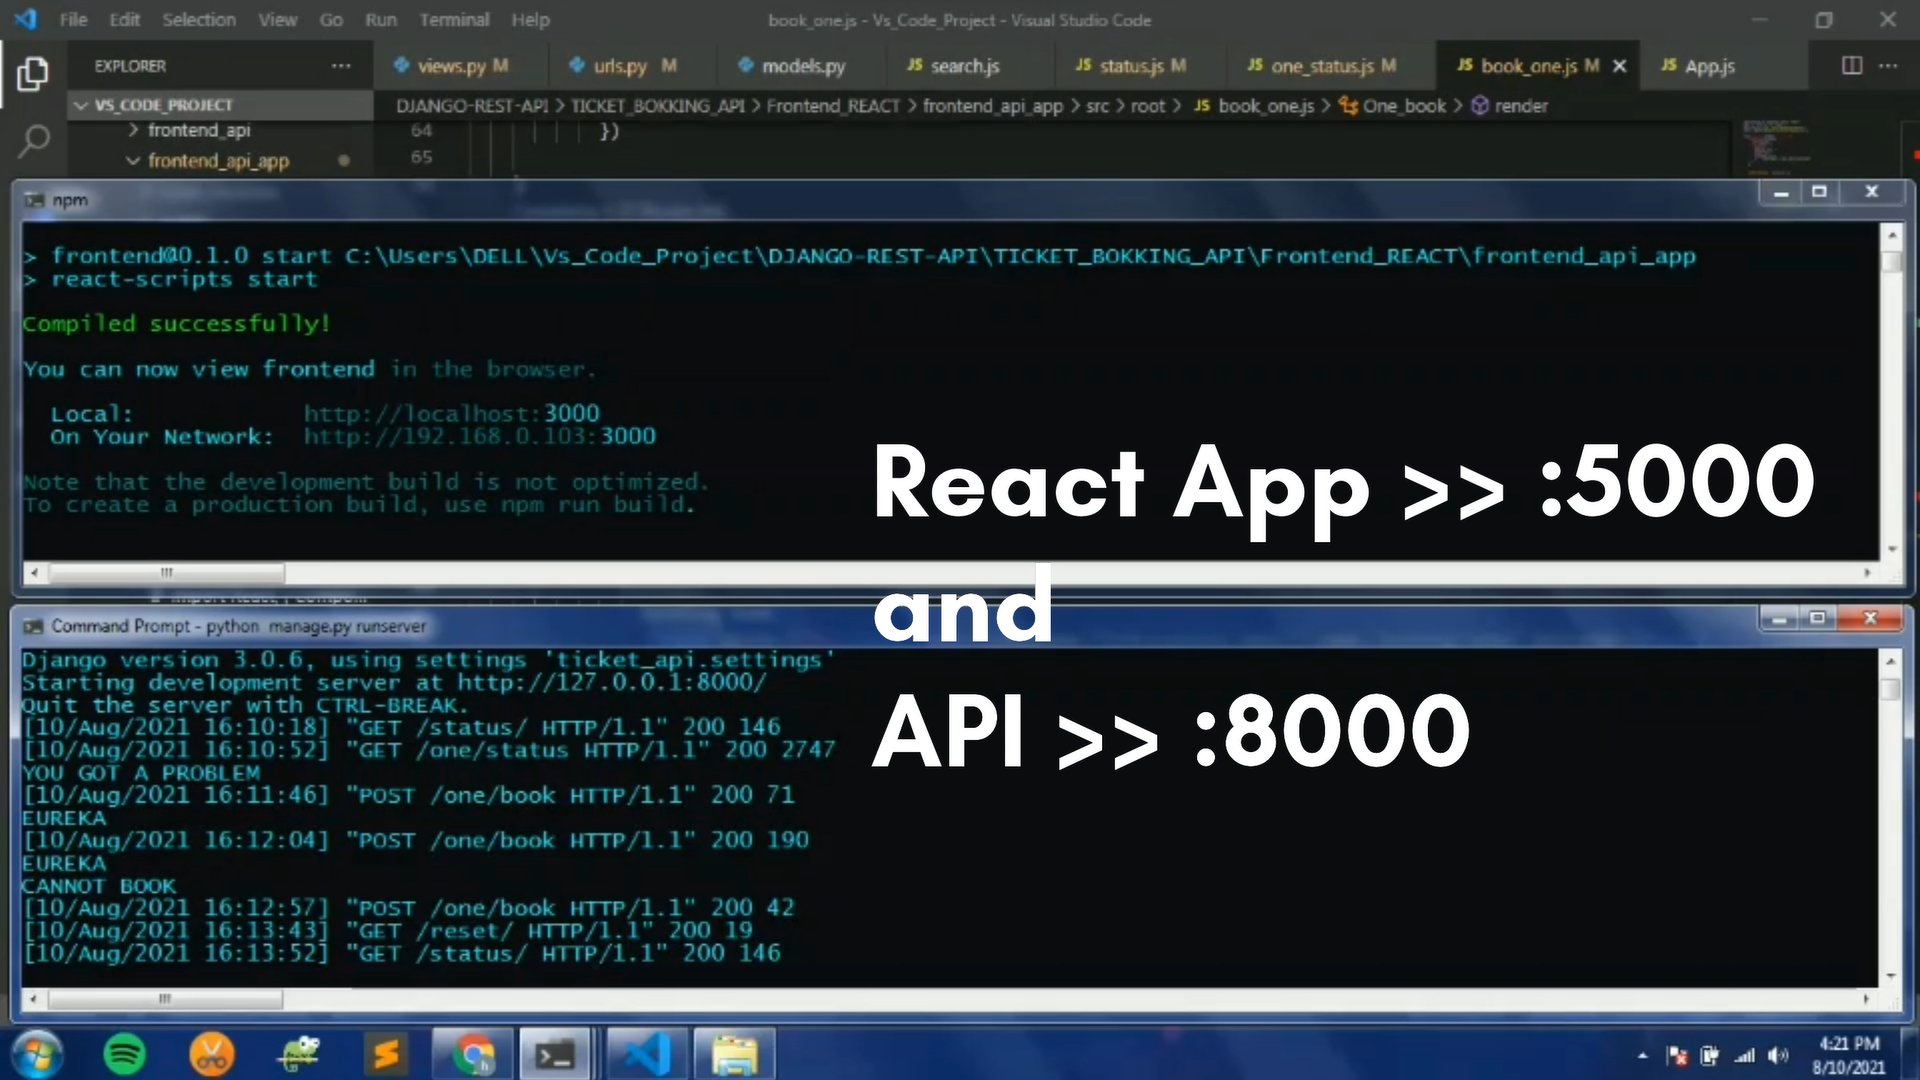 File Edit Selection View Go Run Terminal Help
book_one.js - Vs_Code_Project - Visual Studio Code
EXPLORER ···
views.py M urls.py M models.py JS search.js JS status.js M JS one_status.js M JS book_one.js M JS App.js
VS_CODE_PROJECT
DJANGO-REST-API > TICKET_BOKKING_API > Frontend_REACT > frontend_api_app > src > root > JS book_one.js > One_book > render
frontend_api
64 })
frontend_api_app
65
npm
> frontend@0.1.0 start C:\Users\DELL\Vs_Code_Project\DJANGO-REST-API\TICKET_BOKKING_API\Frontend_REACT\frontend_api_app
> react-scripts start
Compiled successfully!
You can now view frontend in the browser.
Local: http://localhost:3000
On Your Network: http://192.168.0.103:3000
Note that the development build is not optimized.
To create a production build, use npm run build.
React App >> :5000
and
API >> :8000
Command Prompt - python manage.py runserver
Django version 3.0.6, using settings 'ticket_api.settings'
Starting development server at http://127.0.0.1:8000/
Quit the server with CTRL-BREAK.
[10/Aug/2021 16:10:18] "GET /status/ HTTP/1.1" 200 146
[10/Aug/2021 16:10:52] "GET /one/status HTTP/1.1" 200 2747
YOU GOT A PROBLEM
[10/Aug/2021 16:11:46] "POST /one/book HTTP/1.1" 200 71
EUREKA
[10/Aug/2021 16:12:04] "POST /one/book HTTP/1.1" 200 190
EUREKA
CANNOT BOOK
[10/Aug/2021 16:12:57] "POST /one/book HTTP/1.1" 200 42
[10/Aug/2021 16:13:43] "GET /reset/ HTTP/1.1" 200 19
[10/Aug/2021 16:13:52] "GET /status/ HTTP/1.1" 200 146
4:21 PM
8/10/2021